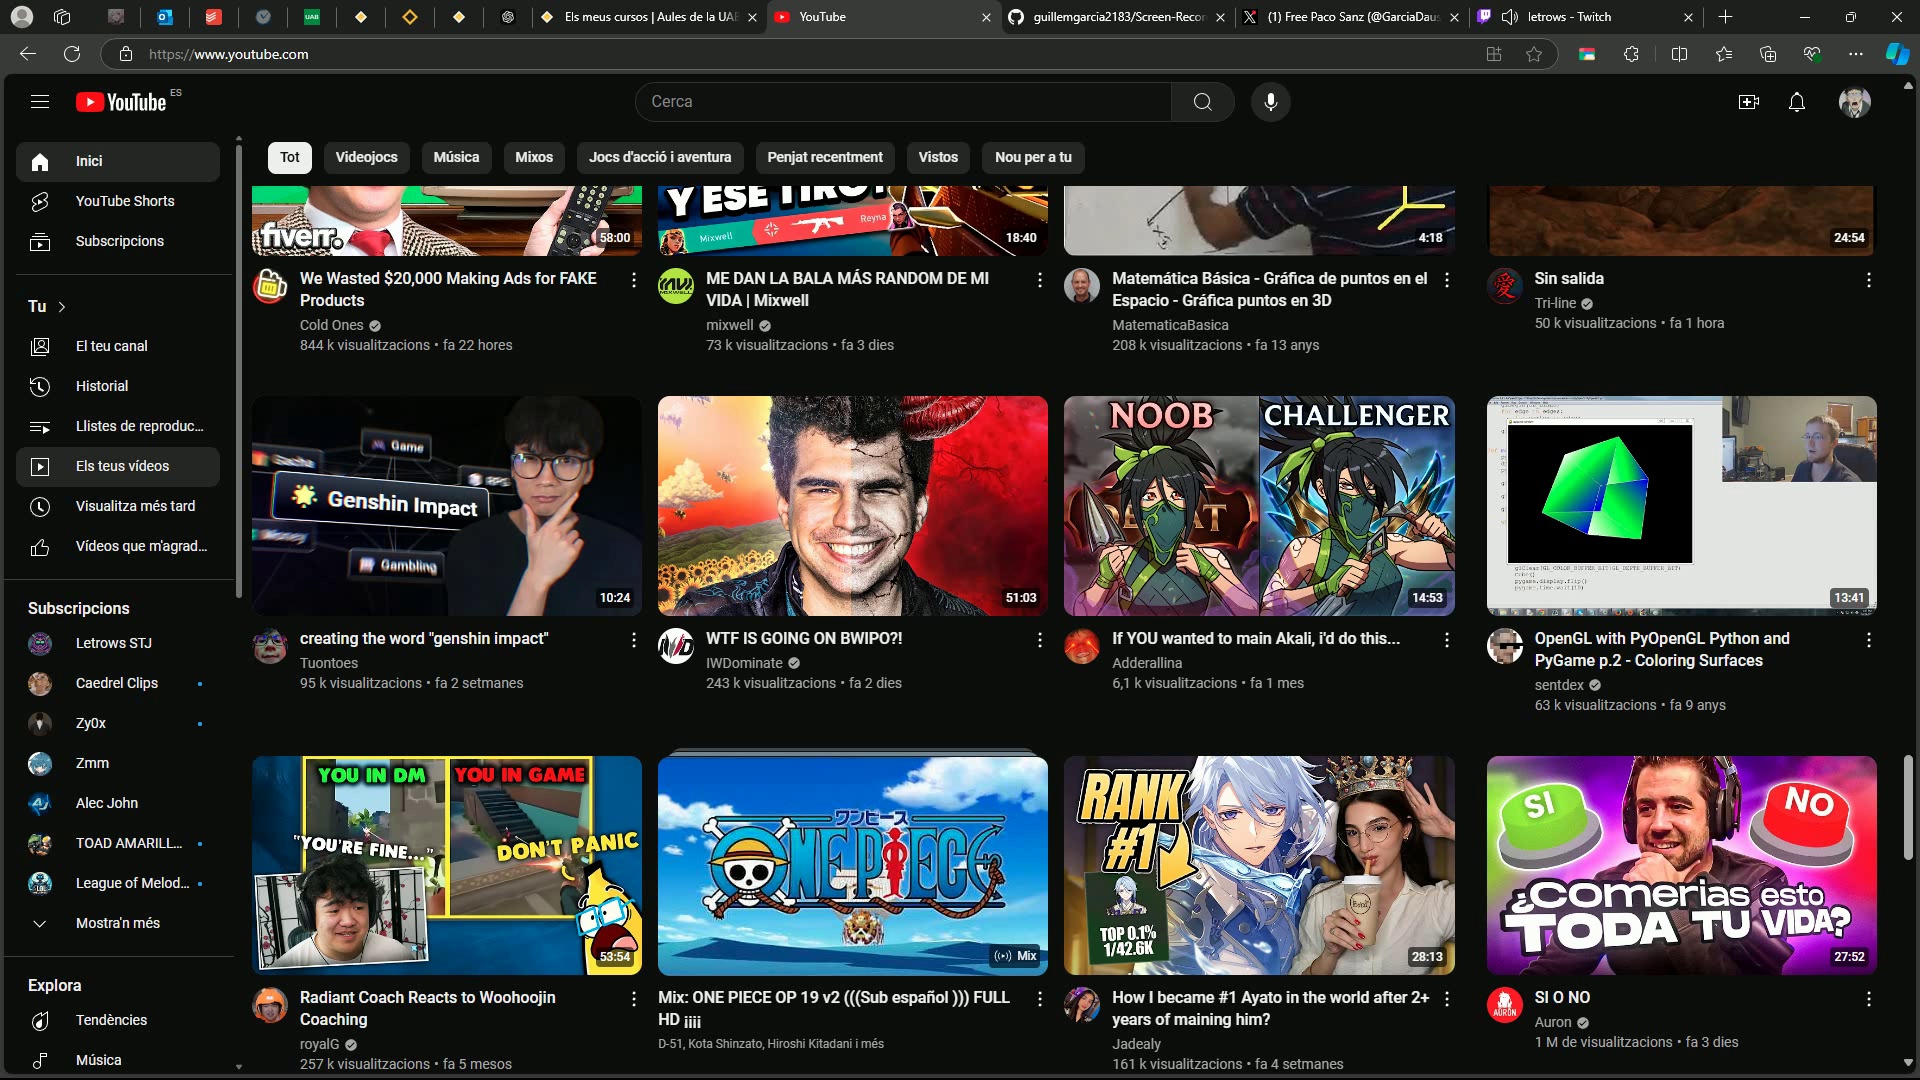 Els meus cursos | Aules de la UAB
YouTube
guillemgarcia2183/Screen-Recor
(1) Free Paco Sanz (@GarciaDaus
letrows - Twitch
https://www.youtube.com
YouTube ES
Cerca
Tot
Videojocs
Música
Mixos
Jocs d'acció i aventura
Penjat recentment
Vistos
Nou per a tu
Inici
YouTube Shorts
Subscripcions
Tu
El teu canal
Historial
Llistes de reproduc...
Els teus vídeos
Visualitza més tard
Vídeos que m'agrad...
Subscripcions
Letrows STJ
Caedrel Clips
Zy0x
Zmm
Alec John
TOAD AMARILL...
League of Melod...
Mostra'n més
Explora
Tendències
Música
fiverr.
58:00
We Wasted $20,000 Making Ads for FAKE
Products
Cold Ones
844 k visualitzacions • fa 22 hores
Y ESE TIRO?
Mixwell
Reyna
18:40
ME DAN LA BALA MÁS RANDOM DE MI
VIDA | Mixwell
mixwell
73 k visualitzacions • fa 3 dies
4:18
Matemática Básica - Gráfica de puntos en el
Espacio - Gráfica puntos en 3D
MatematicaBasica
208 k visualitzacions • fa 13 anys
24:54
Sin salida
Tri-line
50 k visualitzacions • fa 1 hora
Game
Genshin Impact
Money
Gambling
10:24
creating the word "genshin impact"
Tuontoes
95 k visualitzacions • fa 2 setmanes
51:03
WTF IS GOING ON BWIPO?!
IWDominate
243 k visualitzacions • fa 2 dies
NOOB
CHALLENGER
14:53
If YOU wanted to main Akali, i'd do this...
Adderallina
6,1 k visualitzacions • fa 1 mes
pygame.display.flip()
13:41
OpenGL with PyOpenGL Python and
PyGame p.2 - Coloring Surfaces
sentdex
63 k visualitzacions • fa 9 anys
YOU IN DM
YOU IN GAME
"YOU'RE FINE..."
DON'T PANIC
53:54
Radiant Coach Reacts to Woohoojin
Coaching
royalG
257 k visualitzacions • fa 5 mesos
ワンピース
ONE PIECE
Mix
Mix: ONE PIECE OP 19 v2 (((Sub español ))) FULL
HD ¡¡¡¡
D-51, Kota Shinzato, Hiroshi Kitadani i més
RANK
#1
TOP 0.1%
1/42.6K
28:13
How I became #1 Ayato in the world after 2+
years of maining him?
Jadealy
161 k visualitzacions • fa 4 setmanes
SI
NO
¿Comerias esto
TODA TU VIDA?
27:52
SI O NO
Auron
1 M de visualitzacions • fa 3 dies